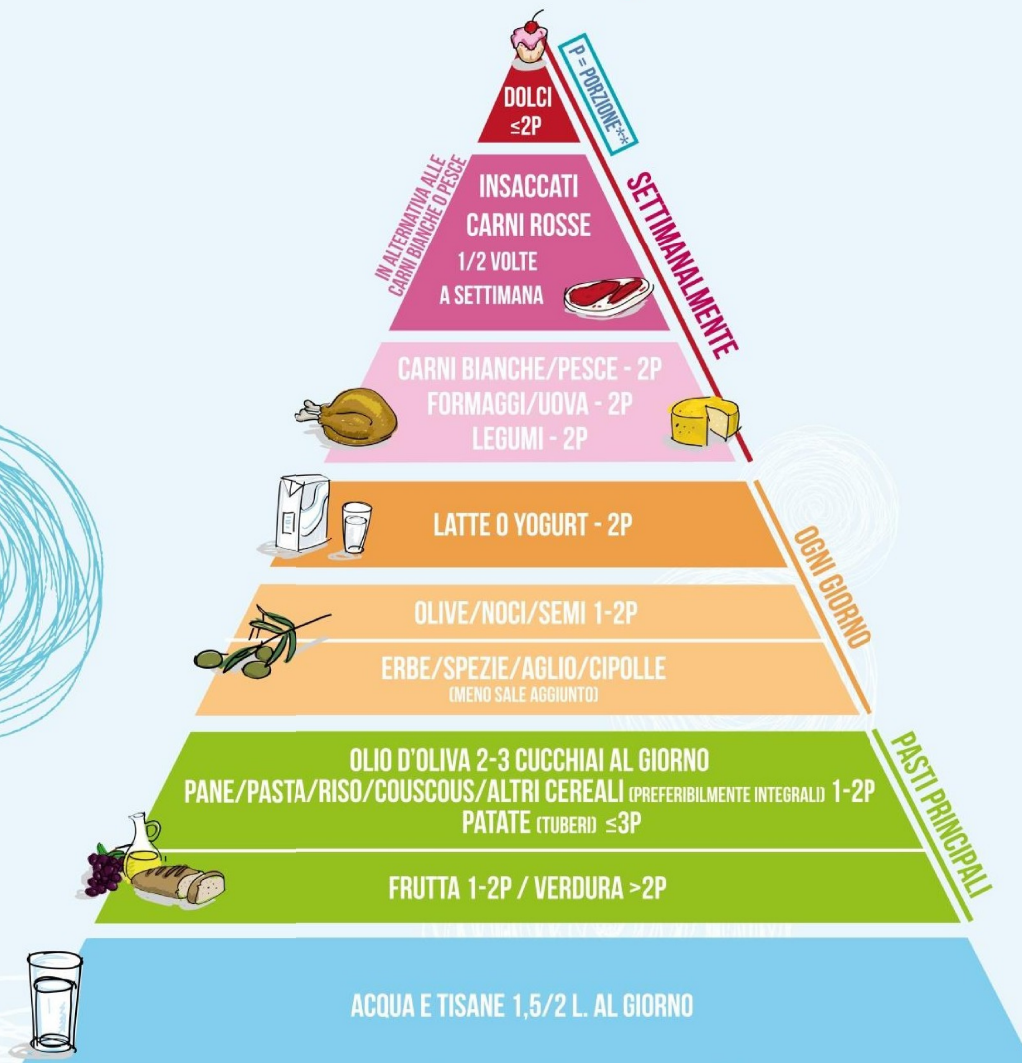 P = PORZIONE**
DOLCI
≤2P
SETTIMANALMENTE
IN ALTERNATIVA ALLE
CARNI BIANCHE O PESCE
INSACCATI
CARNI ROSSE
1/2 VOLTE
A SETTIMANA
CARNI BIANCHE/PESCE - 2P
FORMAGGI/UOVA - 2P
LEGUMI - 2P
OGNI GIORNO
LATTE O YOGURT - 2P
OLIVE/NOCI/SEMI 1-2P
ERBE/SPEZIE/AGLIO/CIPOLLE
(MENO SALE AGGIUNTO)
PASTI PRINCIPALI
OLIO D'OLIVA 2-3 CUCCHIAI AL GIORNO
PANE/PASTA/RISO/COUSCOUS/ALTRI CEREALI (PREFERIBILMENTE INTEGRALI) 1-2P
PATATE (TUBERI) ≤3P
FRUTTA 1-2P / VERDURA >2P
ACQUA E TISANE 1,5/2 L. AL GIORNO